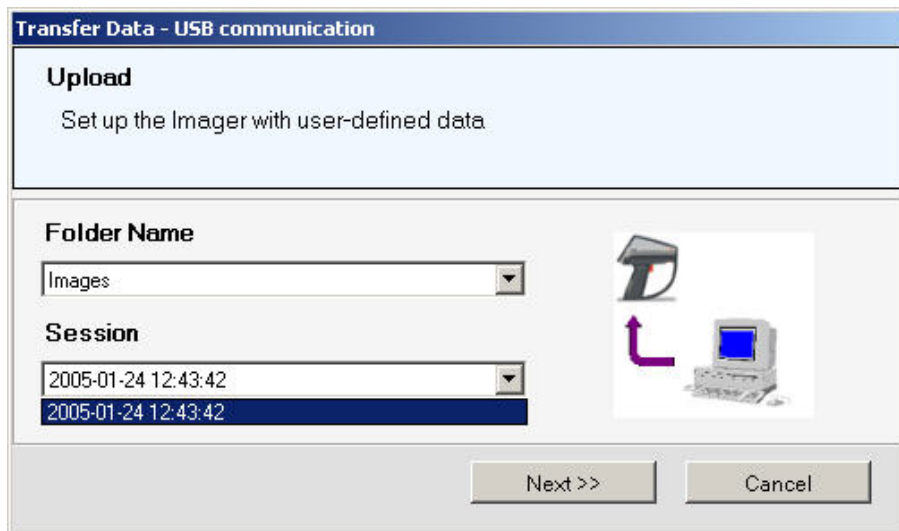 Transfer Data - USB communication
Upload
Set up the Imager with user-defined data
Folder Name
Images
Session
2005-01-24 12:43:42
2005-01-24 12:43:42
Next >>
Cancel